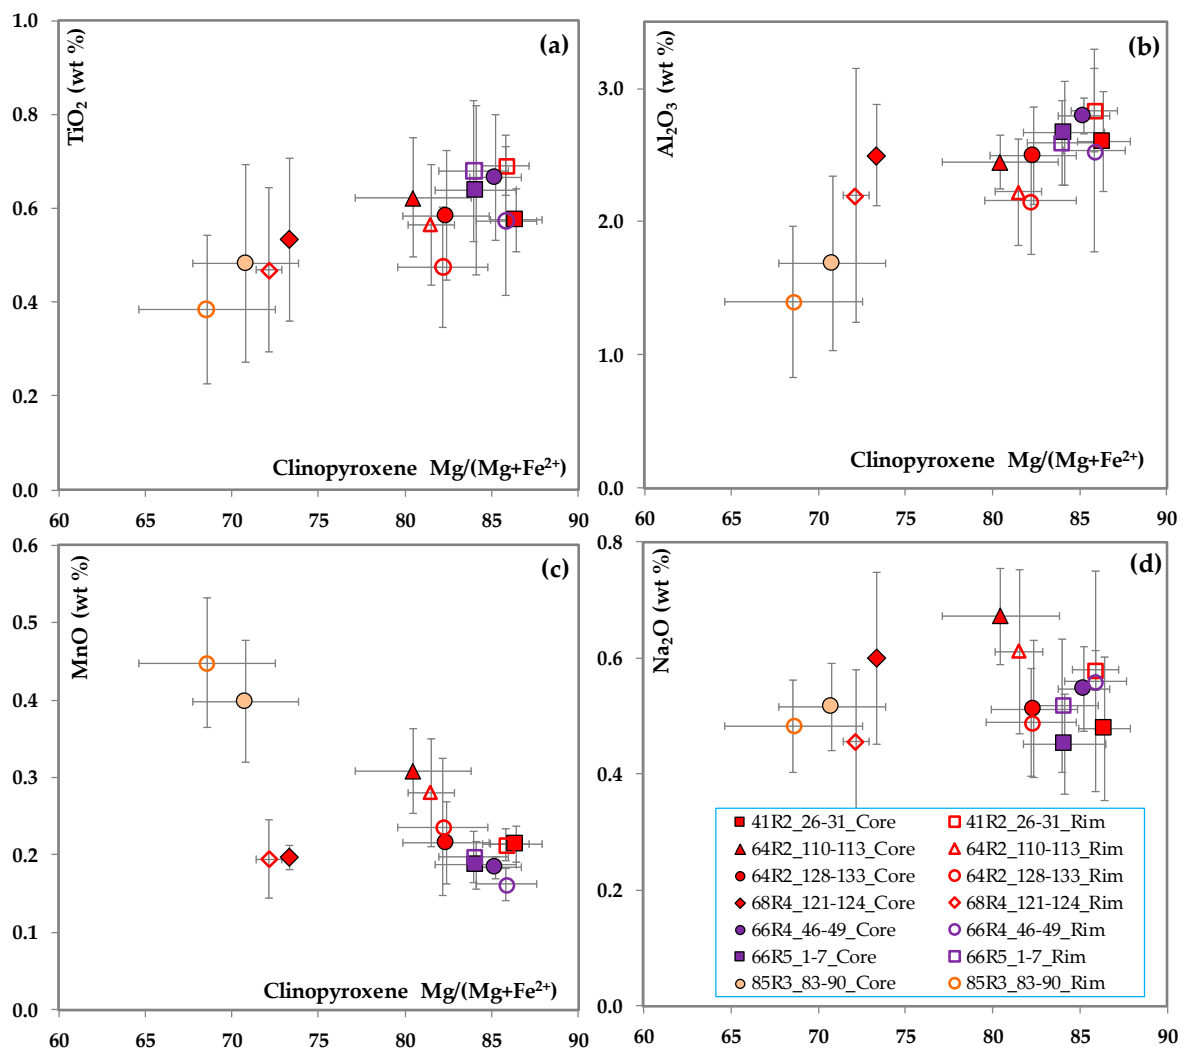 (a)
TiO₂ (wt %)
1.0
0.8
0.6
0.4
0.2
0.0
Clinopyroxene Mg/(Mg+Fe²⁺)
60 65 70 75 80 85 90
(b)
Al₂O₃ (wt %)
3.0
2.0
1.0
0.0
Clinopyroxene Mg/(Mg+Fe²⁺)
60 65 70 75 80 85 90
(c)
MnO (wt %)
0.6
0.5
0.4
0.3
0.2
0.1
0.0
Clinopyroxene Mg/(Mg+Fe²⁺)
60 65 70 75 80 85 90
(d)
Na₂O (wt %)
0.8
0.6
0.4
0.2
0.0
41R2_26-31_Core 41R2_26-31_Rim
64R2_110-113_Core 64R2_110-113_Rim
64R2_128-133_Core 64R2_128-133_Rim
68R4_121-124_Core 68R4_121-124_Rim
66R4_46-49_Core 66R4_46-49_Rim
66R5_1-7_Core 66R5_1-7_Rim
85R3_83-90_Core 85R3_83-90_Rim
60 65 70 75 80 85 90